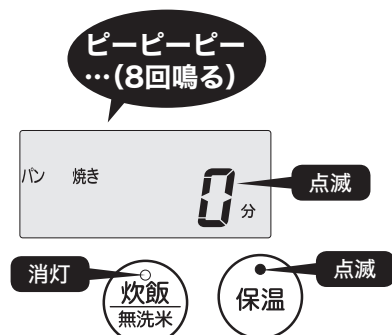 ピーピーピー
…(8回鳴る)
パン 焼き 0分
点滅
消灯
点滅
炊飯
無洗米
保温